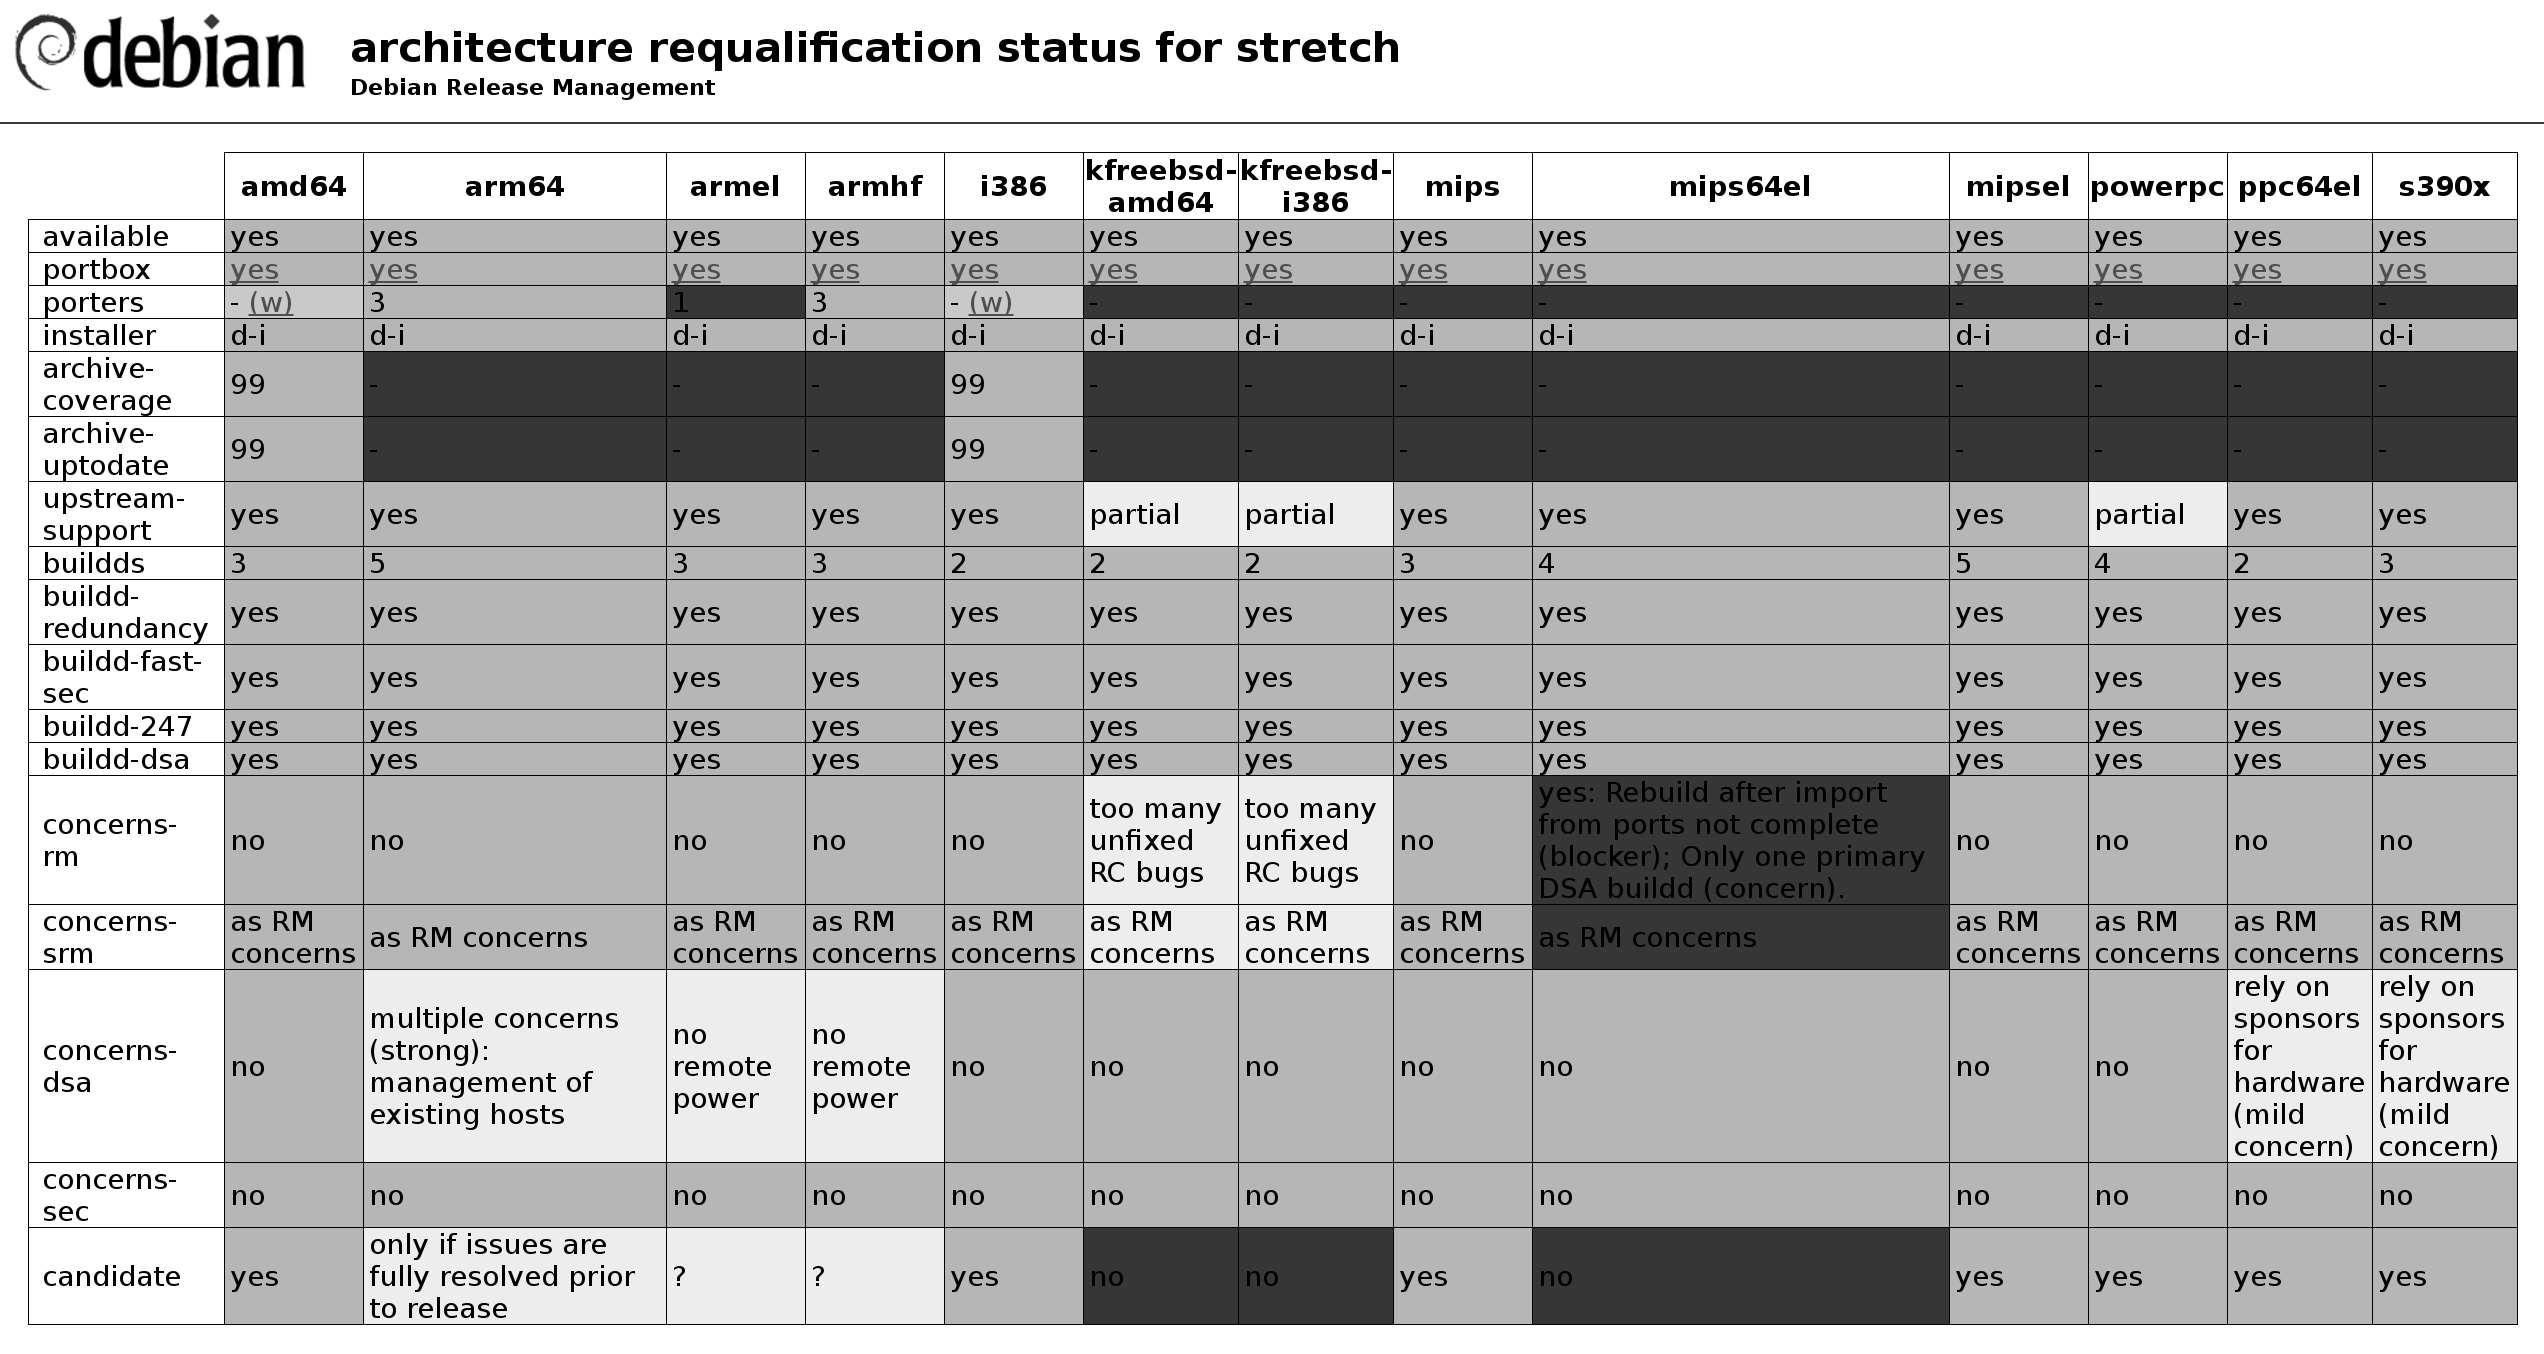 debian
architecture requalification status for stretch
Debian Release Management
amd64 arm64 armel armhf i386 kfreebsd-amd64 kfreebsd-i386 mips mips64el mipsel powerpc ppc64el s390x
available yes yes yes yes yes yes yes yes yes yes yes yes yes
portbox yes yes yes yes yes yes yes yes yes yes yes yes yes
porters - (w) 3 1 3 - (w) - - - - - - - -
installer d-i d-i d-i d-i d-i d-i d-i d-i d-i d-i d-i d-i d-i
archive-coverage 99 - - - 99 - - - - - - - -
archive-uptodate 99 - - - 99 - - - - - - - -
upstream-support yes yes yes yes yes partial partial yes yes yes partial yes yes
buildds 3 5 3 3 2 2 2 3 4 5 4 2 3
buildd-redundancy yes yes yes yes yes yes yes yes yes yes yes yes yes
buildd-fast-sec yes yes yes yes yes yes yes yes yes yes yes yes yes
buildd-247 yes yes yes yes yes yes yes yes yes yes yes yes yes
buildd-dsa yes yes yes yes yes yes yes yes yes yes yes yes yes
concerns-rm no no no no no too many unfixed RC bugs too many unfixed RC bugs no yes: Rebuild after import from ports not complete (blocker); Only one primary DSA buildd (concern). no no no no
concerns-srm as RM concerns as RM concerns as RM concerns as RM concerns as RM concerns as RM concerns as RM concerns as RM concerns as RM concerns as RM concerns as RM concerns as RM concerns as RM concerns
concerns-dsa no multiple concerns (strong): management of existing hosts no remote power no remote power no no no no no no no rely on sponsors for hardware (mild concern) rely on sponsors for hardware (mild concern)
concerns-sec no no no no no no no no no no no no no
candidate yes only if issues are fully resolved prior to release ? ? yes no no yes no yes yes yes yes